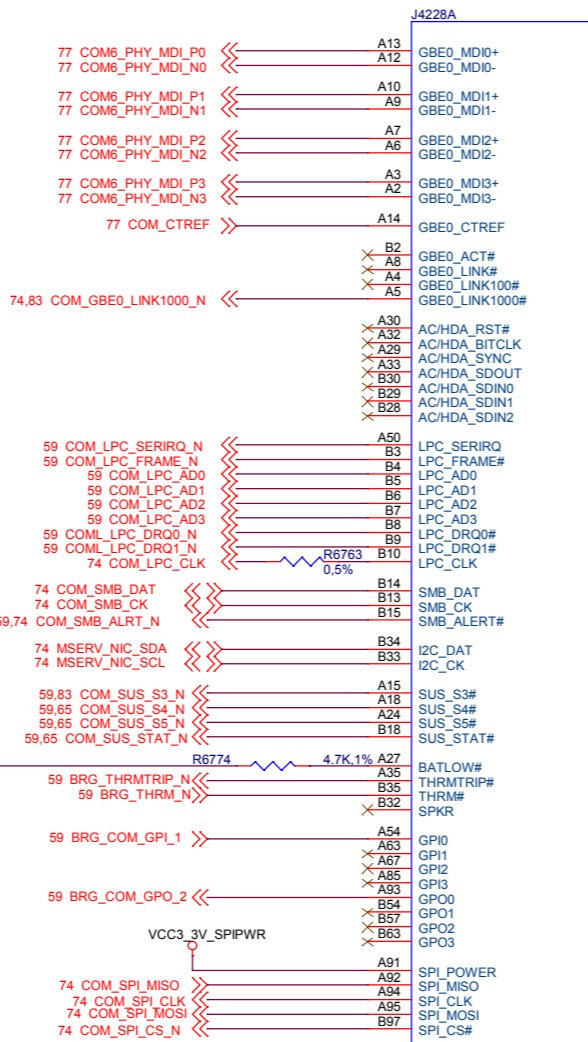 J4228A
77 COM6_PHY_MDI_P0 A13 GBE0_MDI0+
77 COM6_PHY_MDI_N0 A12 GBE0_MDI0-
77 COM6_PHY_MDI_P1 A10 GBE0_MDI1+
77 COM6_PHY_MDI_N1 A9 GBE0_MDI1-
77 COM6_PHY_MDI_P2 A7 GBE0_MDI2+
77 COM6_PHY_MDI_N2 A6 GBE0_MDI2-
77 COM6_PHY_MDI_P3 A3 GBE0_MDI3+
77 COM6_PHY_MDI_N3 A2 GBE0_MDI3-
77 COM_CTREF A14 GBE0_CTREF
B2 GBE0_ACT#
A8 GBE0_LINK#
A4 GBE0_LINK100#
74,83 COM_GBE0_LINK1000_N A5 GBE0_LINK1000#
A30 AC/HDA_RST#
A32 AC/HDA_BITCLK
A29 AC/HDA_SYNC
A33 AC/HDA_SDOUT
B30 AC/HDA_SDIN0
B29 AC/HDA_SDIN1
B28 AC/HDA_SDIN2
59 COM_LPC_SERIRQ_N A50 LPC_SERIRQ
59 COM_LPC_FRAME_N B3 LPC_FRAME#
59 COM_LPC_AD0 B4 LPC_AD0
59 COM_LPC_AD1 B5 LPC_AD1
59 COM_LPC_AD2 B6 LPC_AD2
59 COM_LPC_AD3 B7 LPC_AD3
59 COML_LPC_DRQ0_N B8 LPC_DRQ0#
59 COML_LPC_DRQ1_N B9 LPC_DRQ1#
74 COM_LPC_CLK R6763 B10 LPC_CLK
0,5%
74 COM_SMB_DAT B14 SMB_DAT
74 COM_SMB_CK B13 SMB_CK
59,74 COM_SMB_ALRT_N B15 SMB_ALERT#
74 MSERV_NIC_SDA B34 I2C_DAT
74 MSERV_NIC_SCL B33 I2C_CK
59,83 COM_SUS_S3_N A15 SUS_S3#
59,65 COM_SUS_S4_N A18 SUS_S4#
59,65 COM_SUS_S5_N A24 SUS_S5#
59,65 COM_SUS_STAT_N B18 SUS_STAT#
R6774 4.7K,1% A27 BATLOW#
59 BRG_THRMTRIP_N A35 THRMTRIP#
59 BRG_THRM_N B35 THRM#
B32 SPKR
59 BRG_COM_GPI_1 A54 GPI0
A63 GPI1
A67 GPI2
A85 GPI3
59 BRG_COM_GPO_2 A93 GPO0
B54 GPO1
B57 GPO2
B63 GPO3
VCC3_3V_SPIPWR
A91 SPI_POWER
74 COM_SPI_MISO A92 SPI_MISO
74 COM_SPI_CLK A94 SPI_CLK
74 COM_SPI_MOSI A95 SPI_MOSI
74 COM_SPI_CS_N B97 SPI_CS#